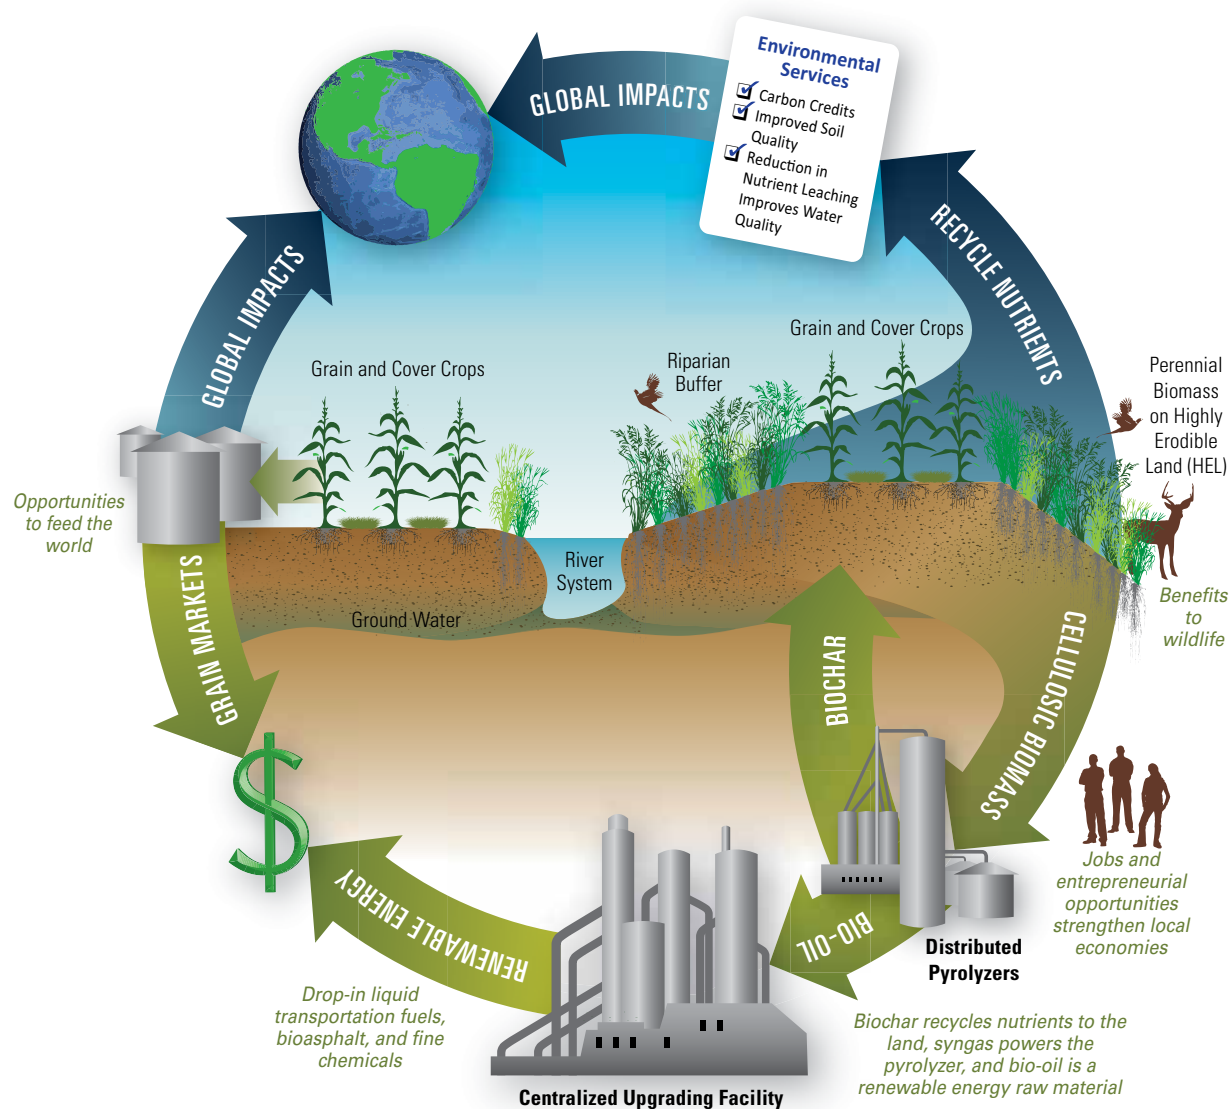 Environmental
Services
Carbon Credits
Improved Soil
Quality
Reduction in
Nutrient Leaching
Improves Water
Quality
GLOBAL IMPACTS
RECYCLE NUTRIENTS
GLOBAL IMPACTS
Grain and Cover Crops
Riparian
Buffer
Grain and Cover Crops
Perennial
Biomass
on Highly
Erodible
Land (HEL)
Opportunities
to feed the
world
River
System
Ground Water
Benefits
to
wildlife
GRAIN MARKETS
BIOCHAR
CELLULOSIC BIOMASS
$
Jobs and
entrepreneurial
opportunities
strengthen local
economies
RENEWABLE ENERGY
BIO-OIL
Distributed
Pyrolyzers
Drop-in liquid
transportation fuels,
bioasphalt, and fine
chemicals
Biochar recycles nutrients to the
land, syngas powers the
pyrolyzer, and bio-oil is a
renewable energy raw material
Centralized Upgrading Facility